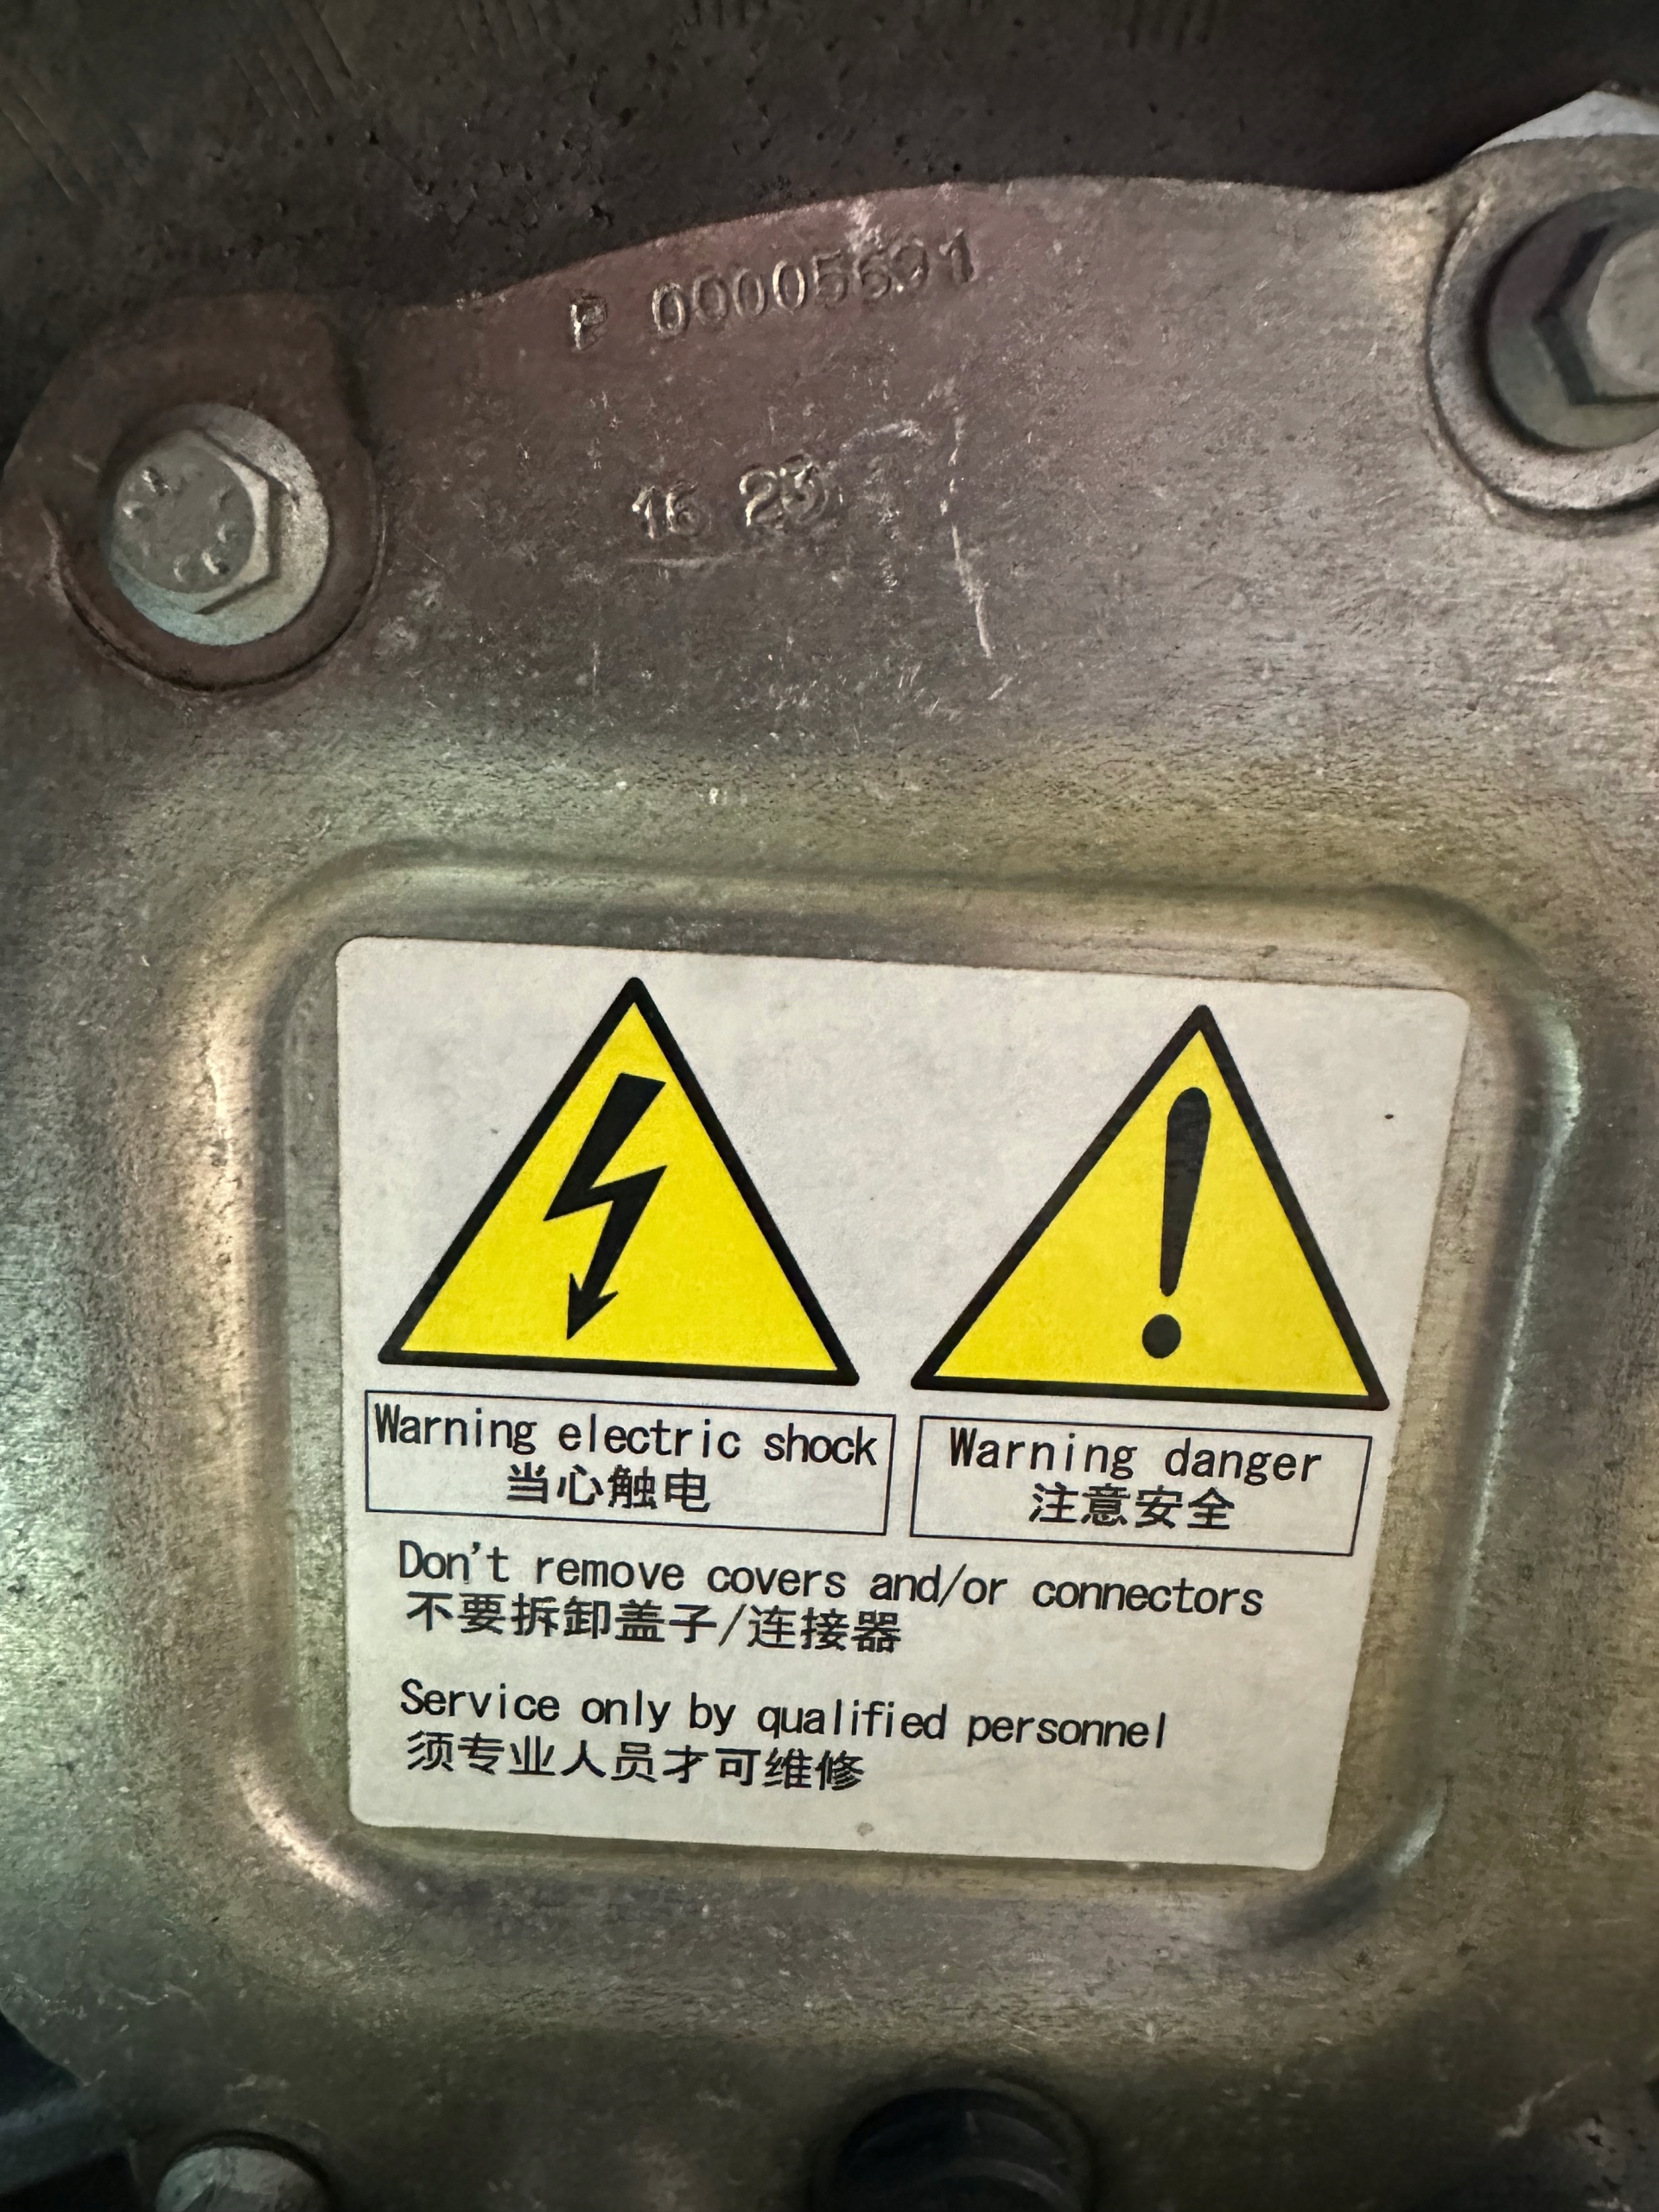 P 00005691
16 23
Warning electric shock
当心触电
Warning danger
注意安全
Don't remove covers and/or connectors
不要拆卸盖子/连接器
Service only by qualified personnel
须专业人员才可维修